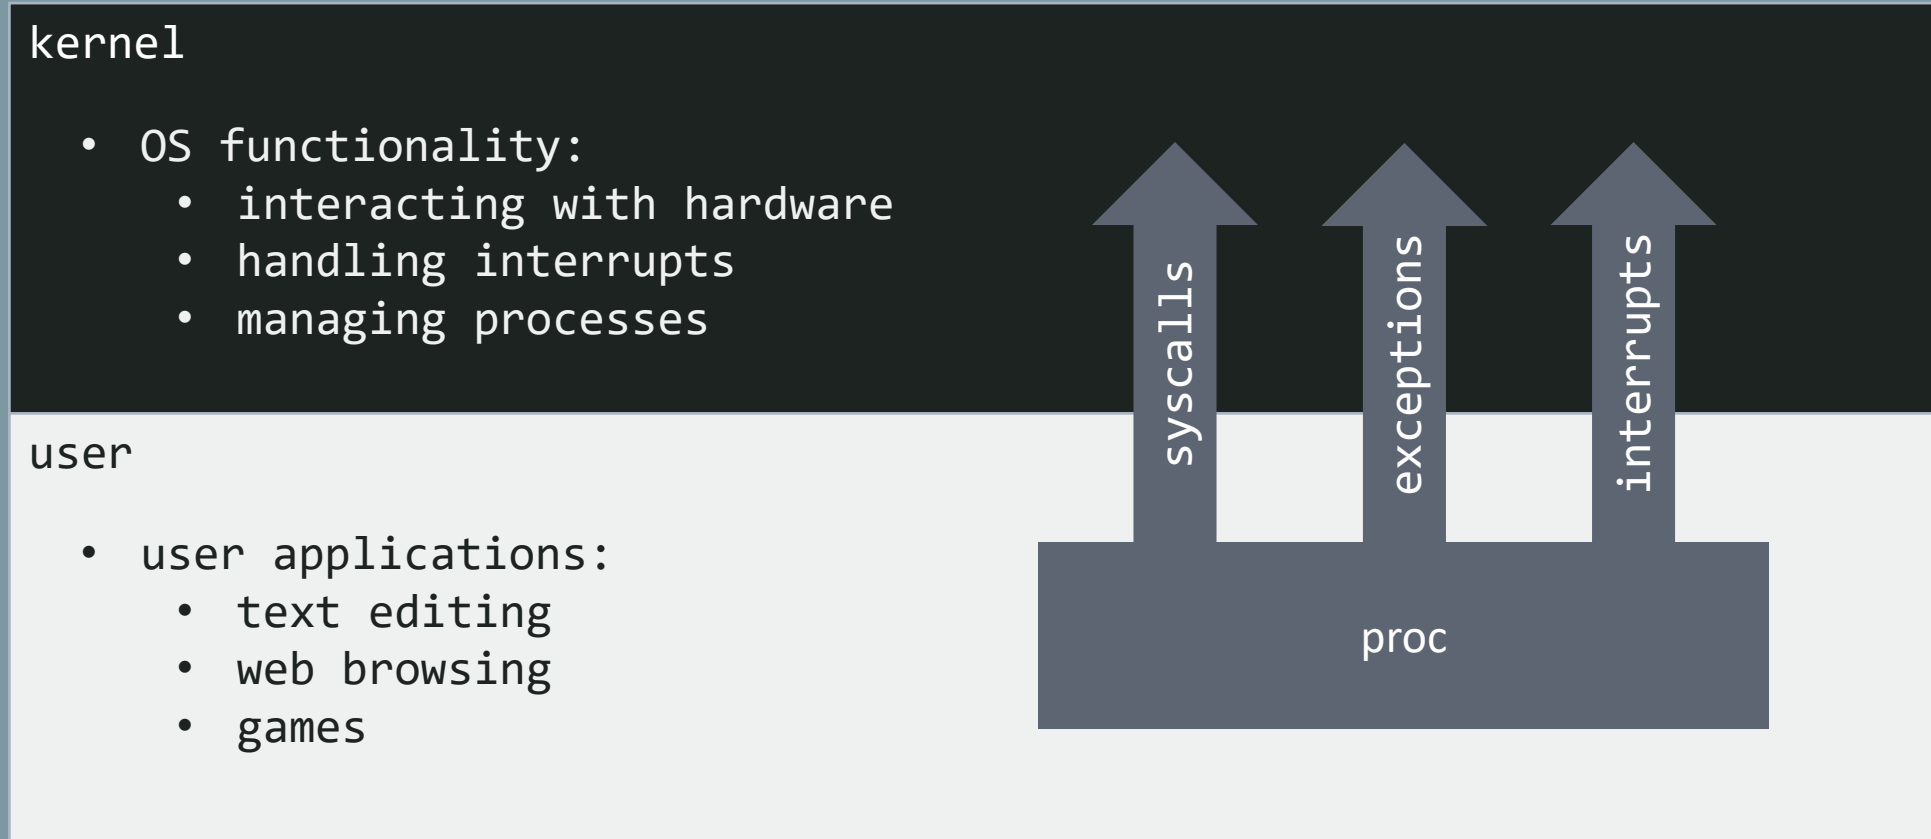 kernel
• OS functionality:
• interacting with hardware
• handling interrupts
• managing processes
syscalls
exceptions
interrupts
user
• user applications:
• text editing
• web browsing
• games
proc